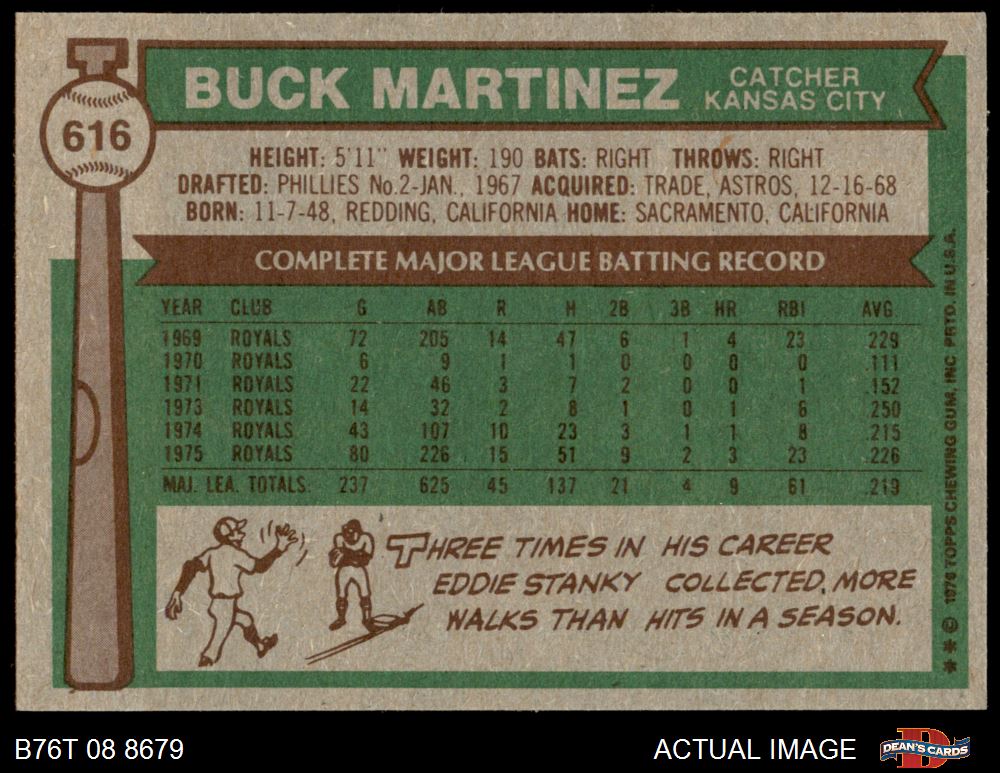 BUCK MARTINEZ
CATCHER
KANSAS CITY
616
HEIGHT: 5'11" WEIGHT: 190 BATS: RIGHT THROWS: RIGHT
DRAFTED: PHILLIES No.2-JAN., 1967 ACQUIRED: TRADE, ASTROS, 12-16-68
BORN: 11-7-48, REDDING, CALIFORNIA HOME: SACRAMENTO, CALIFORNIA
COMPLETE MAJOR LEAGUE BATTING RECORD
YEAR CLUB G AB R H 2B 3B HR RBI AVG.
1969 ROYALS 72 205 14 47 6 1 4 23 .229
1970 ROYALS 6 9 1 1 0 0 0 0 .111
1971 ROYALS 22 46 3 7 2 0 0 1 .152
1973 ROYALS 14 32 2 8 1 0 1 6 .250
1974 ROYALS 43 107 10 23 3 1 1 8 .215
1975 ROYALS 80 226 15 51 9 2 3 23 .226
MAJ. LEA. TOTALS 237 625 45 137 21 4 9 61 .219
THREE TIMES IN HIS CAREER
EDDIE STANKY COLLECTED MORE
WALKS THAN HITS IN A SEASON.
** © 1976 TOPPS CHEWING GUM, INC PRTD. IN U.S.A.
B76T 08 8679
ACTUAL IMAGE
D
DEAN'S CARDS